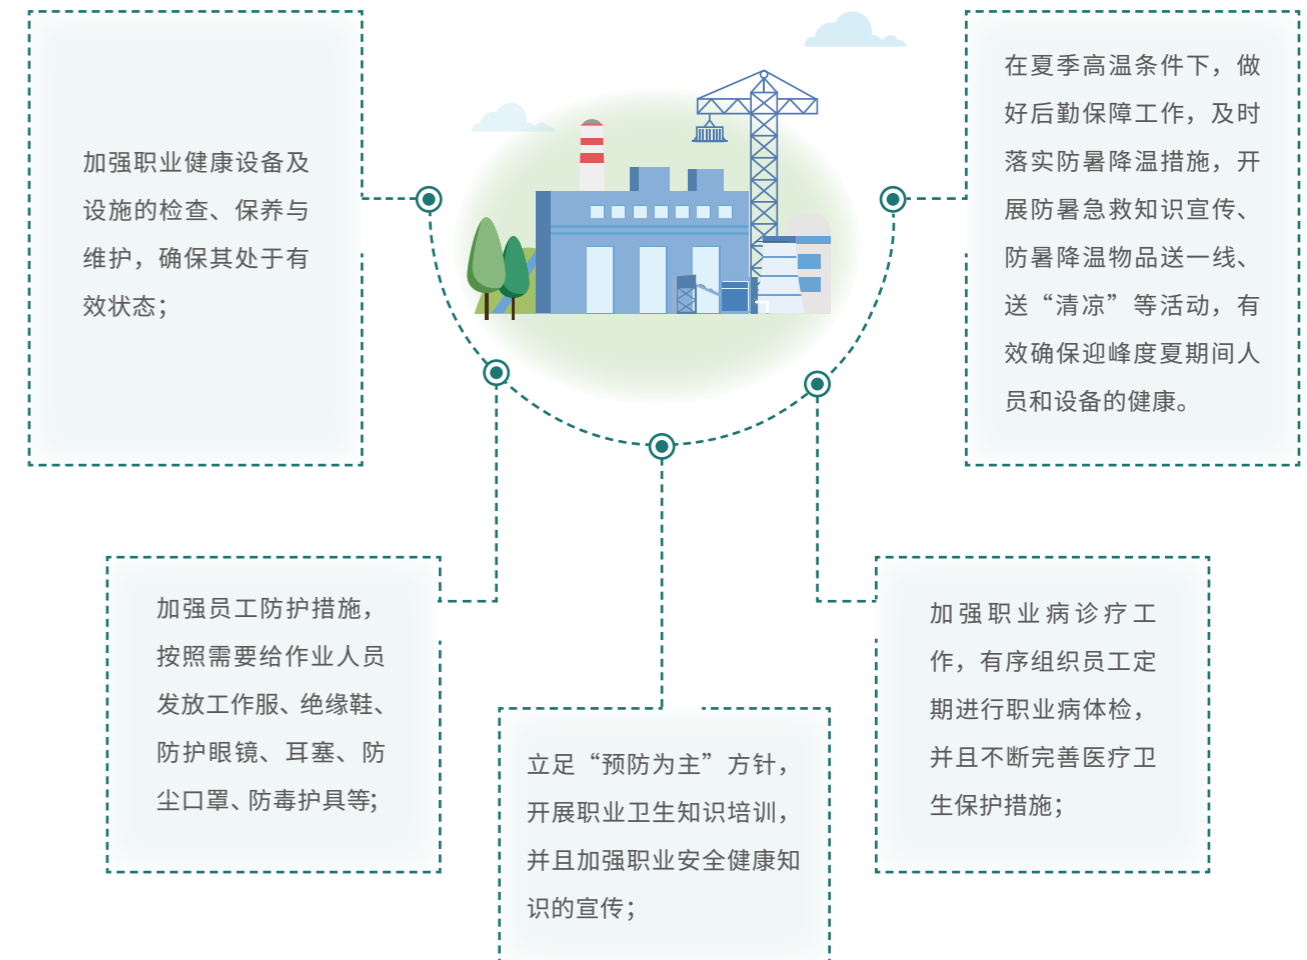 加强职业健康设备及
设施的检查、保养与
维护，确保其处于有
效状态；
加强员工防护措施，
按照需要给作业人员
发放工作服、绝缘鞋、
防护眼镜、耳塞、防
尘口罩、防毒护具等；
立足“预防为主”方针，
开展职业卫生知识培训，
并且加强职业安全健康知
识的宣传；
加强职业病诊疗工
作，有序组织员工定
期进行职业病体检，
并且不断完善医疗卫
生保护措施；
在夏季高温条件下，做
好后勤保障工作，及时
落实防暑降温措施，开
展防暑急救知识宣传、
防暑降温物品送一线、
送“清凉”等活动，有
效确保迎峰度夏期间人
员和设备的健康。